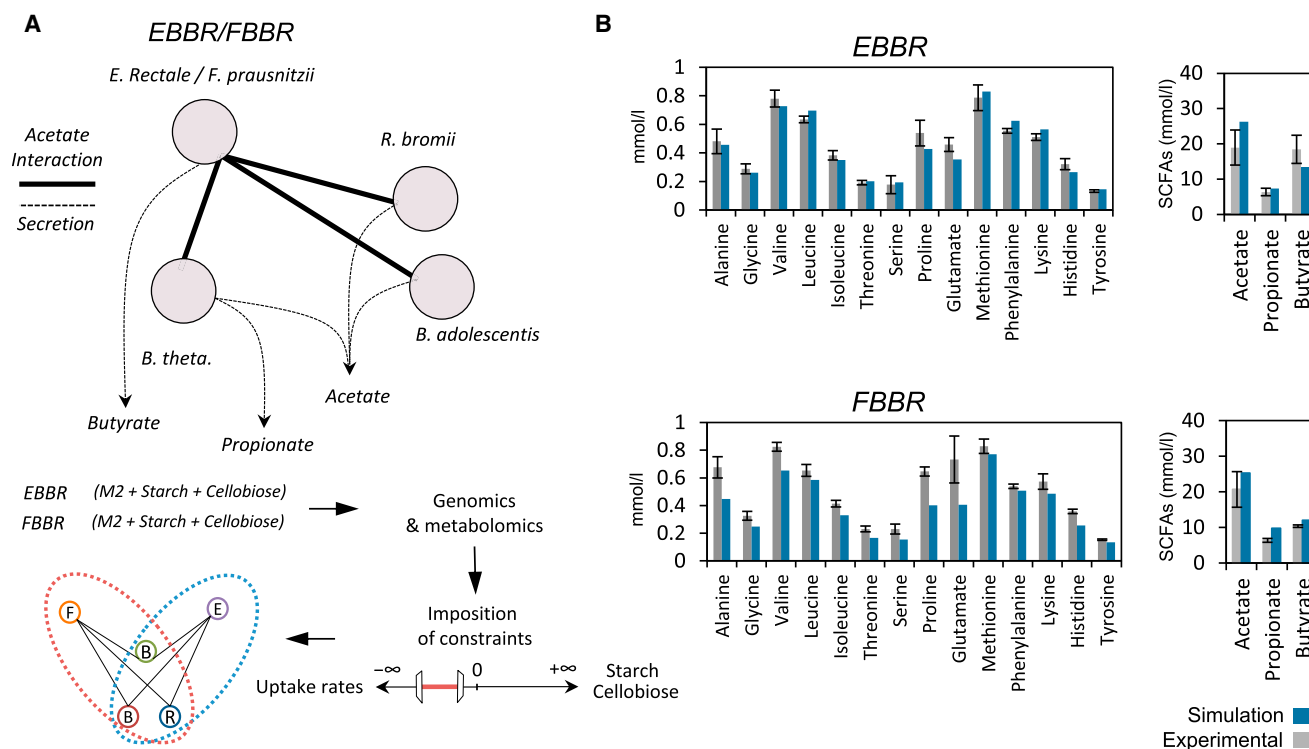 A
EBBR/FBBR
E. Rectale / F. prausnitzii
Acetate
Interaction
Secretion
R. bromii
B. theta.
B. adolescentis
Acetate
Butyrate
Propionate
EBBR (M2 + Starch + Cellobiose)
FBBR (M2 + Starch + Cellobiose)
Genomics
& metabolomics
Imposition
of constraints
−∞ 0 +∞
Uptake rates
Starch
Cellobiose
F
E
B
B
R
B
EBBR
mmol/l
1
0.8
0.6
0.4
0.2
0
Alanine
Glycine
Valine
Leucine
Isoleucine
Threonine
Serine
Proline
Glutamate
Methionine
Phenylalanine
Lysine
Histidine
Tyrosine
SCFAs (mmol/l)
40
30
20
10
0
Acetate
Propionate
Butyrate
FBBR
mmol/l
1
0.8
0.6
0.4
0.2
0
Alanine
Glycine
Valine
Leucine
Isoleucine
Threonine
Serine
Proline
Glutamate
Methionine
Phenylalanine
Lysine
Histidine
Tyrosine
SCFAs (mmol/l)
40
30
20
10
0
Acetate
Propionate
Butyrate
Simulation
Experimental